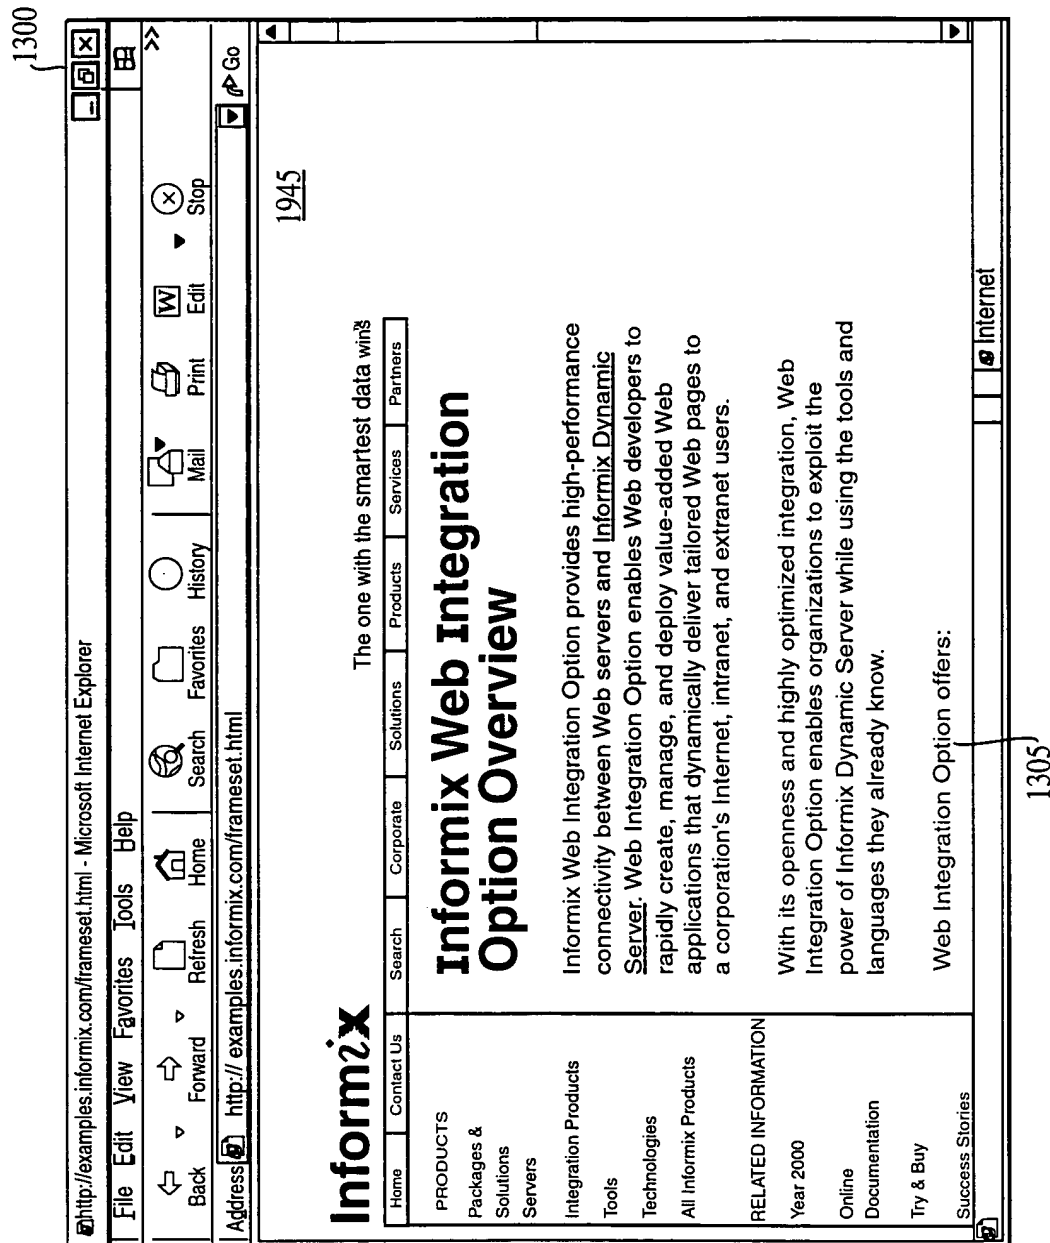 1300
http://examples.informix.com/frameset.html - Microsoft Internet Explorer
File Edit View Favorites Tools Help
Back Forward Refresh Home Search Favorites History Mail Print Edit Stop
Address http:// examples.informix.com/frameset.html Go
1945
Informix
The one with the smartest data wins
Home Contact Us Search Corporate Solutions Products Services Partners
PRODUCTS
Packages &
Solutions
Servers
Integration Products
Tools
Technologies
All Informix Products
RELATED INFORMATION
Year 2000
Online
Documentation
Try & Buy
Success Stories
Informix Web Integration
Option Overview
Informix Web Integration Option provides high-performance
connectivity between Web servers and Informix Dynamic
Server. Web Integration Option enables Web developers to
rapidly create, manage, and deploy value-added Web
applications that dynamically deliver tailored Web pages to
a corporation's Internet, intranet, and extranet users.
With its openness and highly optimized integration, Web
Integration Option enables organizations to exploit the
power of Informix Dynamic Server while using the tools and
languages they already know.
Web Integration Option offers:
1305
Internet